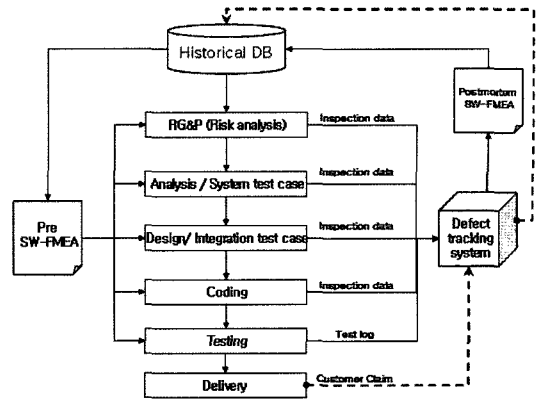 Historical DB
Postmortem
SW-FMEA
RG&P (Risk analysis)
Inspection data
Analysis / System test case
Inspection data
Pre
SW-FMEA
Design/ Integration test case
Inspection data
Defect
tracking
system
Coding
Inspection data
Testing
Test log
Delivery
Customer Claim